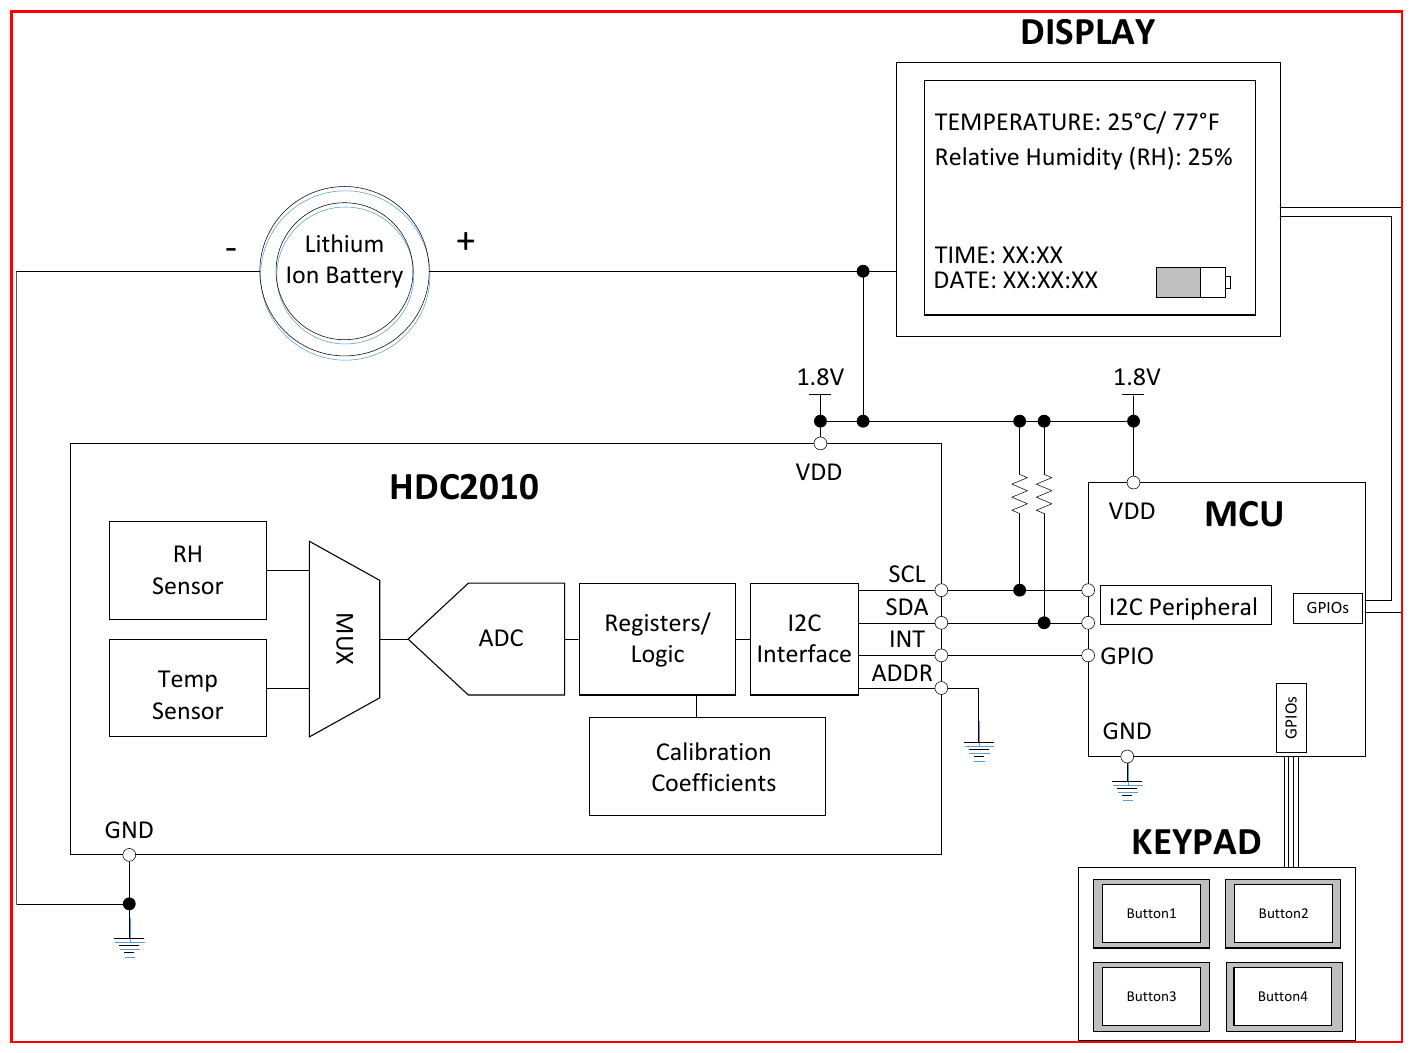 DISPLAY
TEMPERATURE: 25°C/ 77°F
Relative Humidity (RH): 25%
TIME: XX:XX
DATE: XX:XX:XX
-
Lithium
Ion Battery
+
1.8V
1.8V
VDD
HDC2010
VDD
MCU
RH
Sensor
Temp
Sensor
MUX
ADC
Registers/
Logic
I2C
Interface
Calibration
Coefficients
SCL
SDA
INT
ADDR
I2C Peripheral
GPIOs
GPIO
GPIOs
GND
GND
KEYPAD
Button1
Button2
Button3
Button4